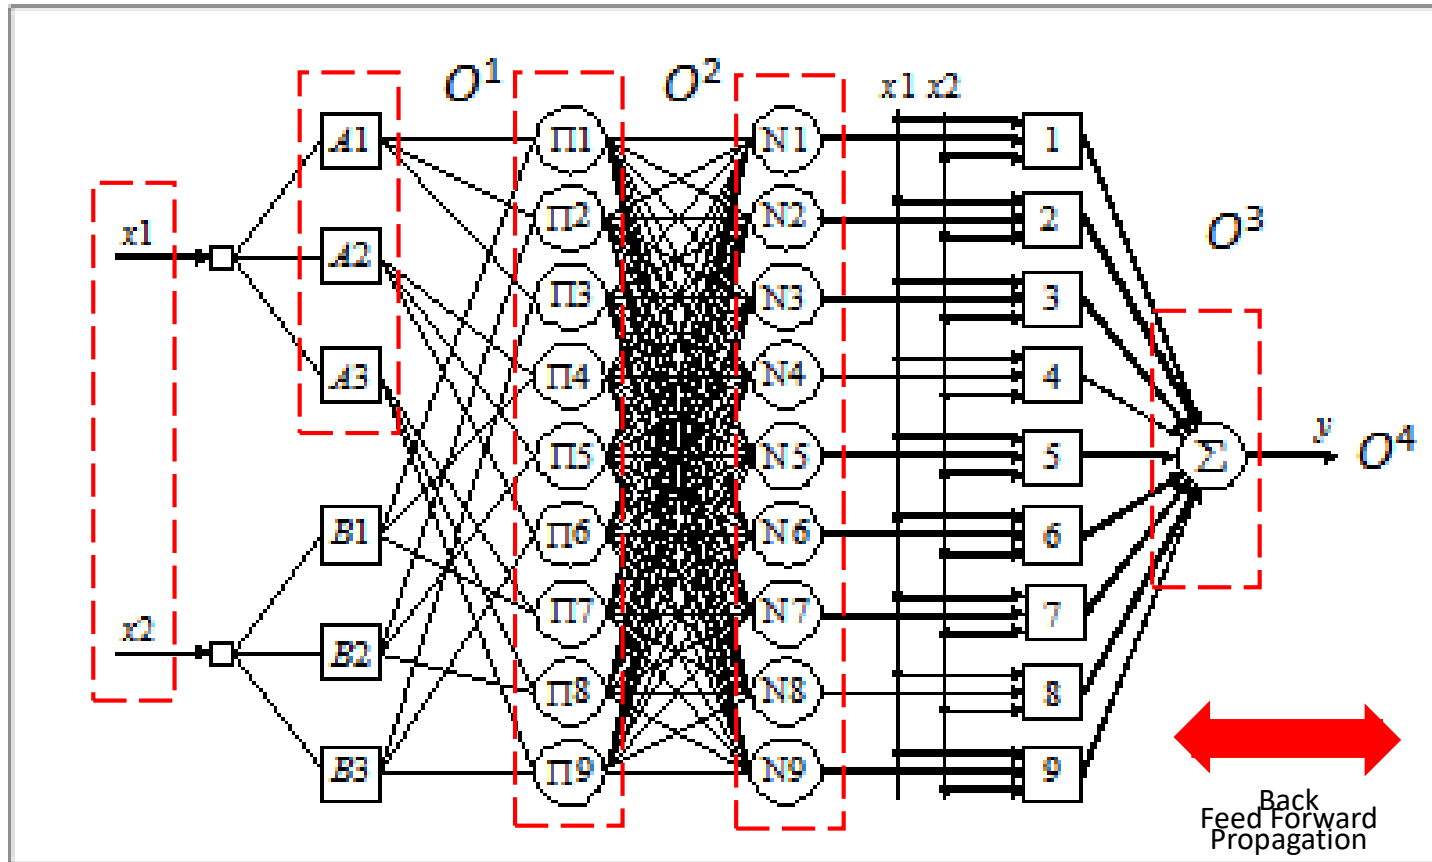 O¹
O²
x1 x2
A1
Π1
N1
1
Π2
N2
2
O³
x1
A2
Π3
N3
3
A3
Π4
N4
4
Π5
N5
5
Σ
y
O⁴
B1
Π6
N6
6
x2
B2
Π7
N7
7
Π8
N8
8
B3
Π9
N9
9
Back
Feed Forward
Propagation